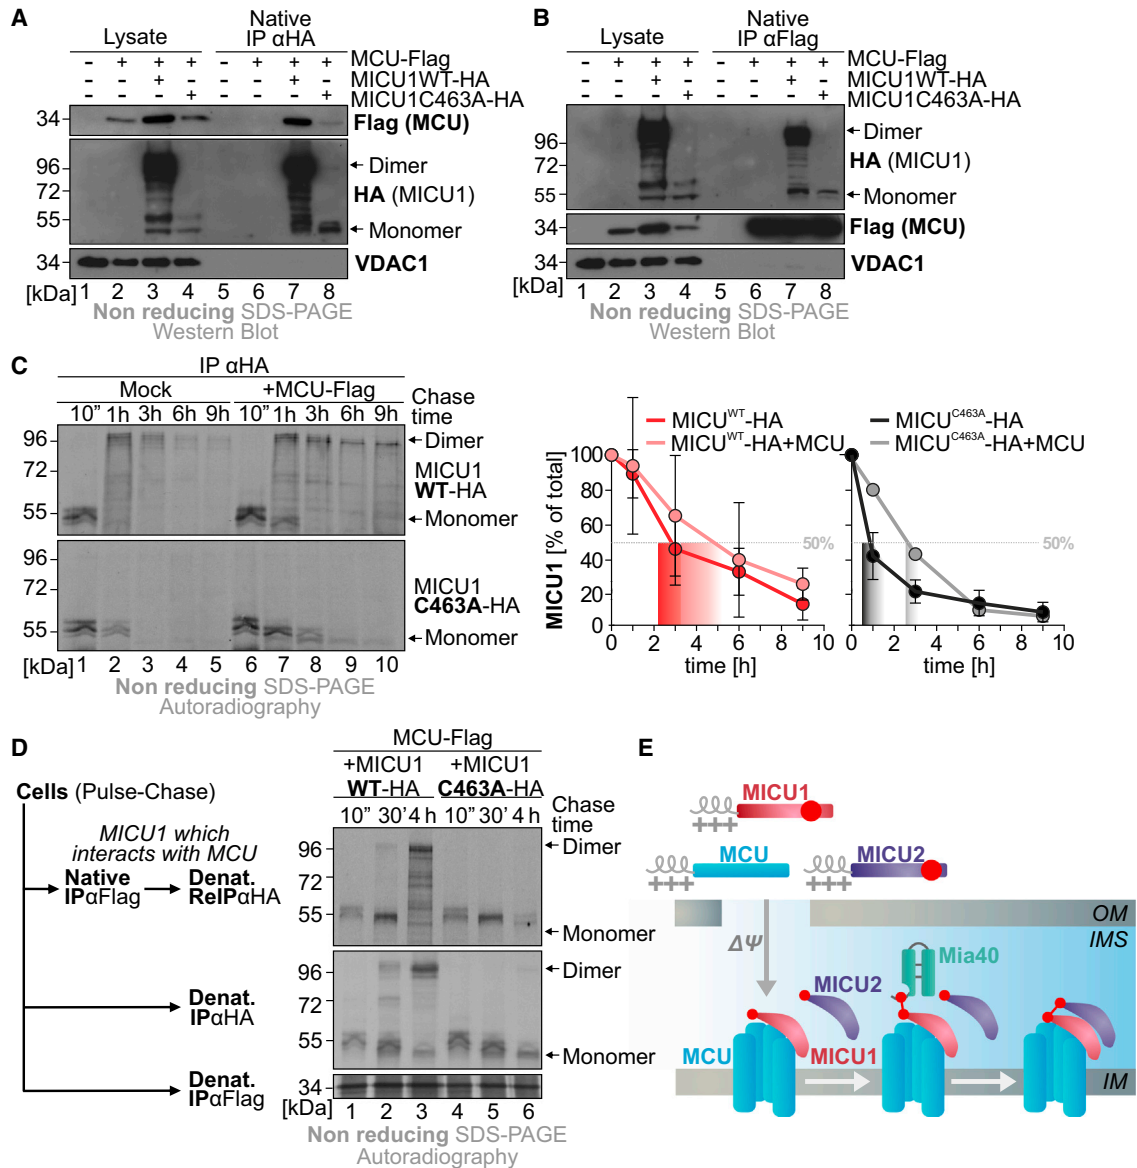 A
Lysate
Native
IP αHA
- + + + - + + + MCU-Flag
- - + - - - + - MICU1WT-HA
- - - + - - - + MICU1C463A-HA
34
Flag (MCU)
96
72
55
Dimer
HA (MICU1)
Monomer
34
VDAC1
[kDa] 1 2 3 4 5 6 7 8
Non reducing SDS-PAGE
Western Blot
B
Lysate
Native
IP αFlag
- + + + - + + + MCU-Flag
- - + - - - + - MICU1WT-HA
- - - + - - - + MICU1C463A-HA
96
72
55
Dimer
HA (MICU1)
Monomer
34
Flag (MCU)
34
VDAC1
[kDa] 1 2 3 4 5 6 7 8
Non reducing SDS-PAGE
Western Blot
C
IP αHA
Mock +MCU-Flag
10” 1h 3h 6h 9h 10” 1h 3h 6h 9h
Chase
time
96
72
55
Dimer
MICU1
WT-HA
Monomer
96
72
55
MICU1
C463A-HA
Monomer
[kDa] 1 2 3 4 5 6 7 8 9 10
Non reducing SDS-PAGE
Autoradiography
MICU1 [% of total]
100
80
60
40
20
0
MICU^WT-HA
MICU^WT-HA+MCU
50%
0 2 4 6 8 10
time [h]
MICU^C463A-HA
MICU^C463A-HA+MCU
50%
0 2 4 6 8 10
time [h]
D
Cells (Pulse-Chase)
MICU1 which
interacts with MCU
Native
IPαFlag
Denat.
ReIPαHA
Denat.
IPαHA
Denat.
IPαFlag
MCU-Flag
+MICU1 +MICU1
WT-HA C463A-HA
10” 30’ 4 h 10” 30’ 4 h
Chase
time
96
72
55
Dimer
Monomer
96
72
55
Dimer
Monomer
34
[kDa] 1 2 3 4 5 6
Non reducing SDS-PAGE
Autoradiography
E
MICU1
+++
MCU
+++
MICU2
+++
OM
IMS
ΔΨ
Mia40
MICU2
MCU
MICU1
IM